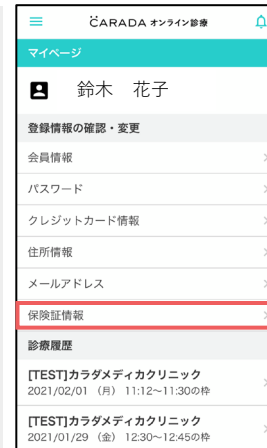 CARADA オンライン診療
マイページ
鈴木 花子
登録情報の確認・変更
会員情報
パスワード
クレジットカード情報
住所情報
メールアドレス
保険証情報
診療履歴
[TEST]カラダメディカクリニック
2021/02/01 （月） 11:12〜11:30の枠
[TEST]カラダメディカクリニック
2021/01/29 （金） 12:30〜12:45の枠